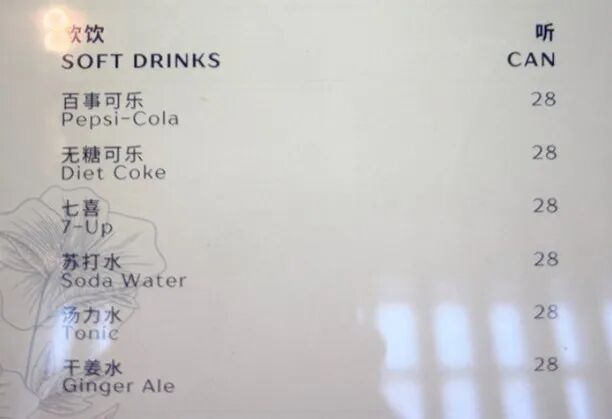 软饮 听
SOFT DRINKS CAN
百事可乐 28
Pepsi-Cola
无糖可乐 28
Diet Coke
七喜 28
7-Up
苏打水 28
Soda Water
汤力水 28
Tonic
干姜水 28
Ginger Ale